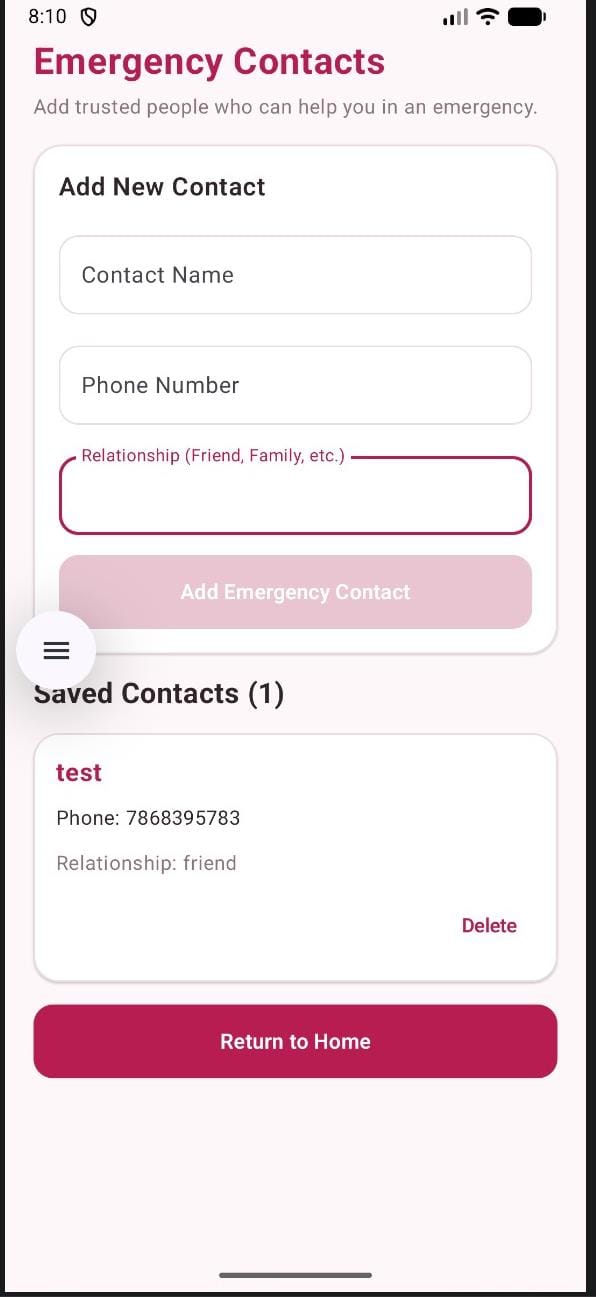 8:10
Emergency Contacts
Add trusted people who can help you in an emergency.
Add New Contact
Contact Name
Phone Number
Relationship (Friend, Family, etc.)
Add Emergency Contact
Saved Contacts (1)
test
Phone: 7868395783
Relationship: friend
Delete
Return to Home